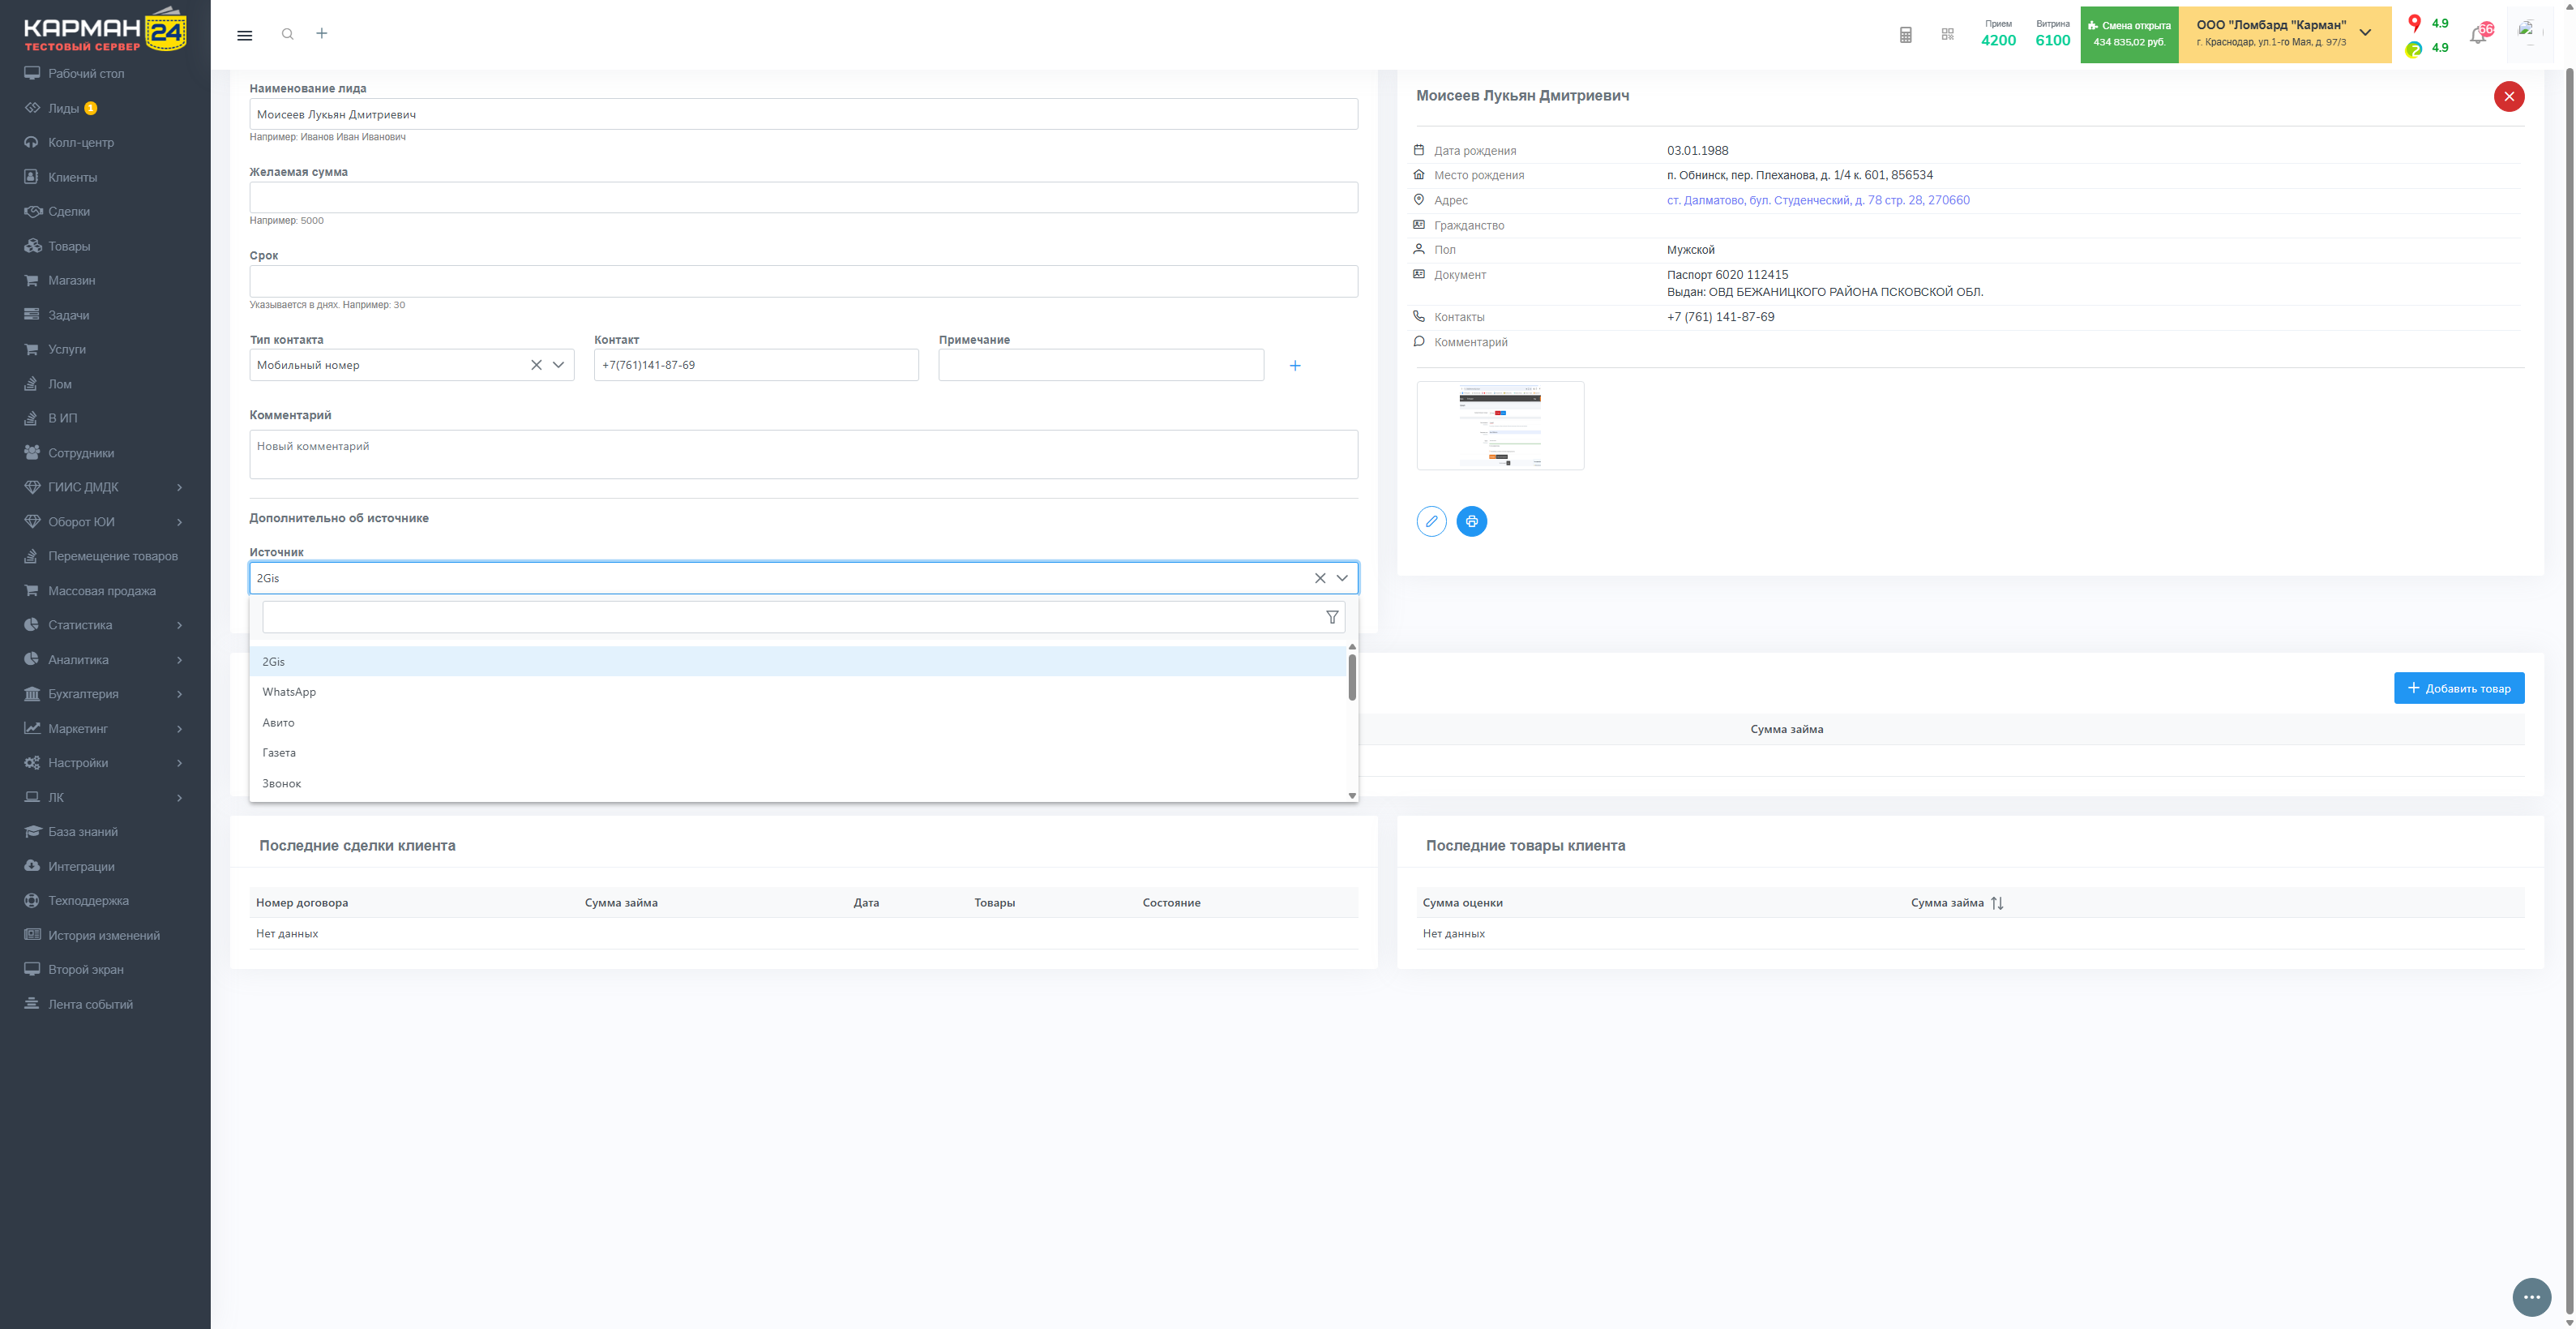 КАРМАН 24
ТЕСТОВЫЙ СЕРВЕР
Рабочий стол
Лиды 1
Колл-центр
Клиенты
Сделки
Товары
Магазин
Задачи
Услуги
Лом
В ИП
Сотрудники
ГИИС ДМДК
Оборот ЮИ
Перемещение товаров
Массовая продажа
Статистика
Аналитика
Бухгалтерия
Маркетинг
Настройки
ЛК
База знаний
Интеграции
Техподдержка
История изменений
Второй экран
Лента событий
Прием
4200
Витрина
6100
Смена открыта
434 835,02 руб.
ООО "Ломбард "Карман"
г. Краснодар, ул.1-го Мая, д. 97/3
4.9
4.9
Наименование лида
Моисеев Лукьян Дмитриевич
Например: Иванов Иван Иванович
Желаемая сумма
Например: 5000
Срок
Указывается в днях. Например: 30
Тип контакта Контакт Примечание
Мобильный номер +7(761)141-87-69
Комментарий
Новый комментарий
Дополнительно об источнике
Источник
2Gis
2Gis
WhatsApp
Авито
Газета
Звонок
Моисеев Лукьян Дмитриевич
Дата рождения 03.01.1988
Место рождения п. Обнинск, пер. Плеханова, д. 1/4 к. 601, 856534
Адрес ст. Далматово, бул. Студенческий, д. 78 стр. 28, 270660
Гражданство
Пол Мужской
Документ Паспорт 6020 112415
Выдан: ОВД БЕЖАНИЦКОГО РАЙОНА ПСКОВСКОЙ ОБЛ.
Контакты +7 (761) 141-87-69
Комментарий
Добавить товар
Сумма займа
Последние сделки клиента
Номер договора Сумма займа Дата Товары Состояние
Нет данных
Последние товары клиента
Сумма оценки Сумма займа
Нет данных